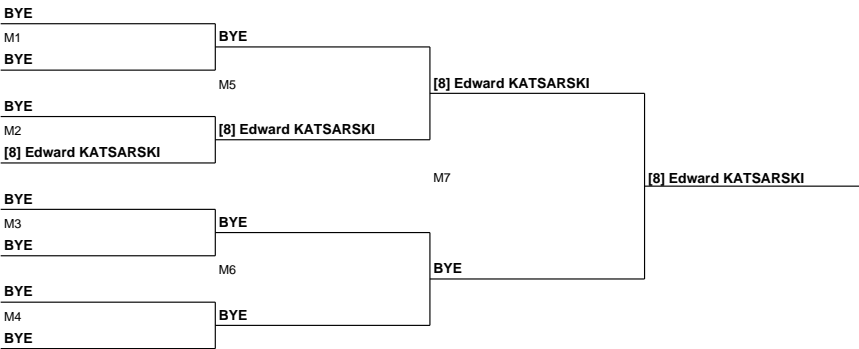 BYE
M1
BYE
BYE
M5
[8] Edward KATSARSKI
BYE
M2
[8] Edward KATSARSKI
[8] Edward KATSARSKI
M7
[8] Edward KATSARSKI
BYE
M3
BYE
BYE
M6
BYE
BYE
M4
BYE
BYE